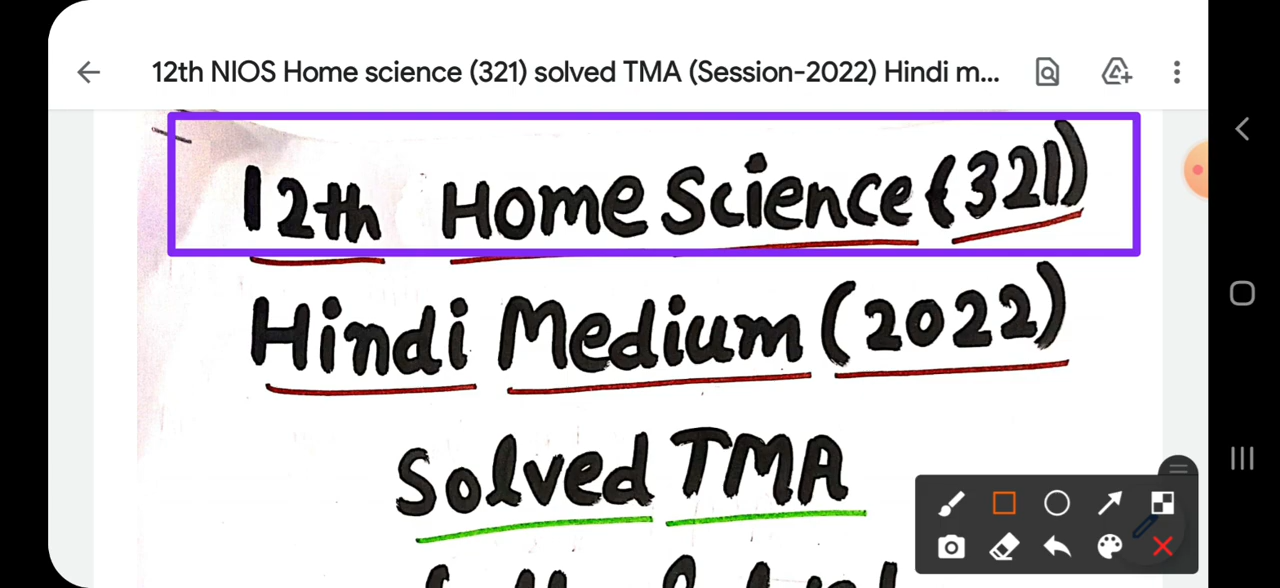 12th NIOS Home science (321) solved TMA (Session-2022) Hindi m...
12th Home Science (321)
Hindi Medium (2022)
Solved TMA